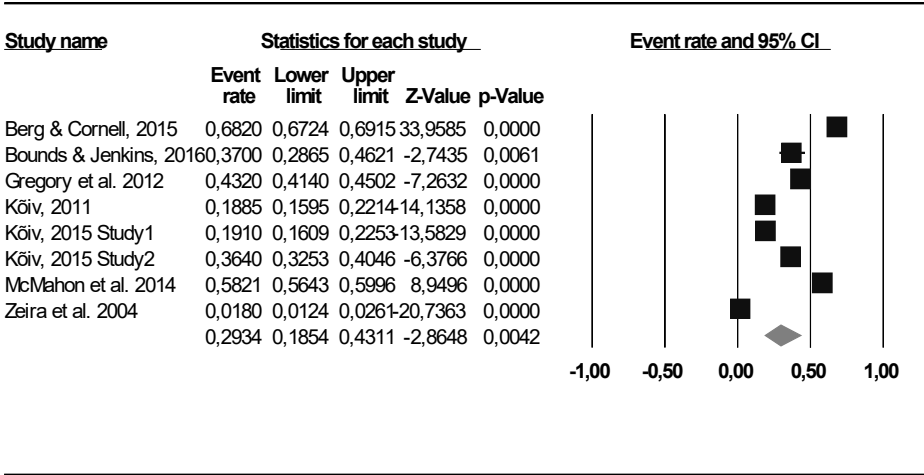 Study name Statistics for each study Event rate and 95% CI
Event Lower Upper
rate limit limit Z-Value p-Value
Berg & Cornell, 2015 0,6820 0,6724 0,6915 33,9585 0,0000
Bounds & Jenkins, 2016 0,3700 0,2865 0,4621 -2,7435 0,0061
Gregory et al. 2012 0,4320 0,4140 0,4502 -7,2632 0,0000
Kõiv, 2011 0,1885 0,1595 0,2214 -14,1358 0,0000
Kõiv, 2015 Study1 0,1910 0,1609 0,2253 -13,5829 0,0000
Kõiv, 2015 Study2 0,3640 0,3253 0,4046 -6,3766 0,0000
McMahon et al. 2014 0,5821 0,5643 0,5996 8,9496 0,0000
Zeira et al. 2004 0,0180 0,0124 0,0261 -20,7363 0,0000
0,2934 0,1854 0,4311 -2,8648 0,0042
-1,00 -0,50 0,00 0,50 1,00